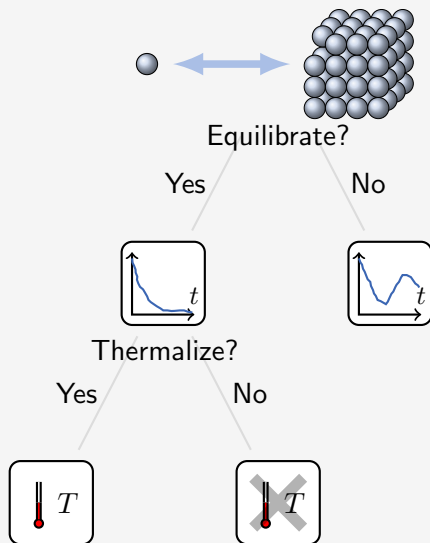 Equilibrate?
Yes No
t t
Thermalize?
Yes No
T T